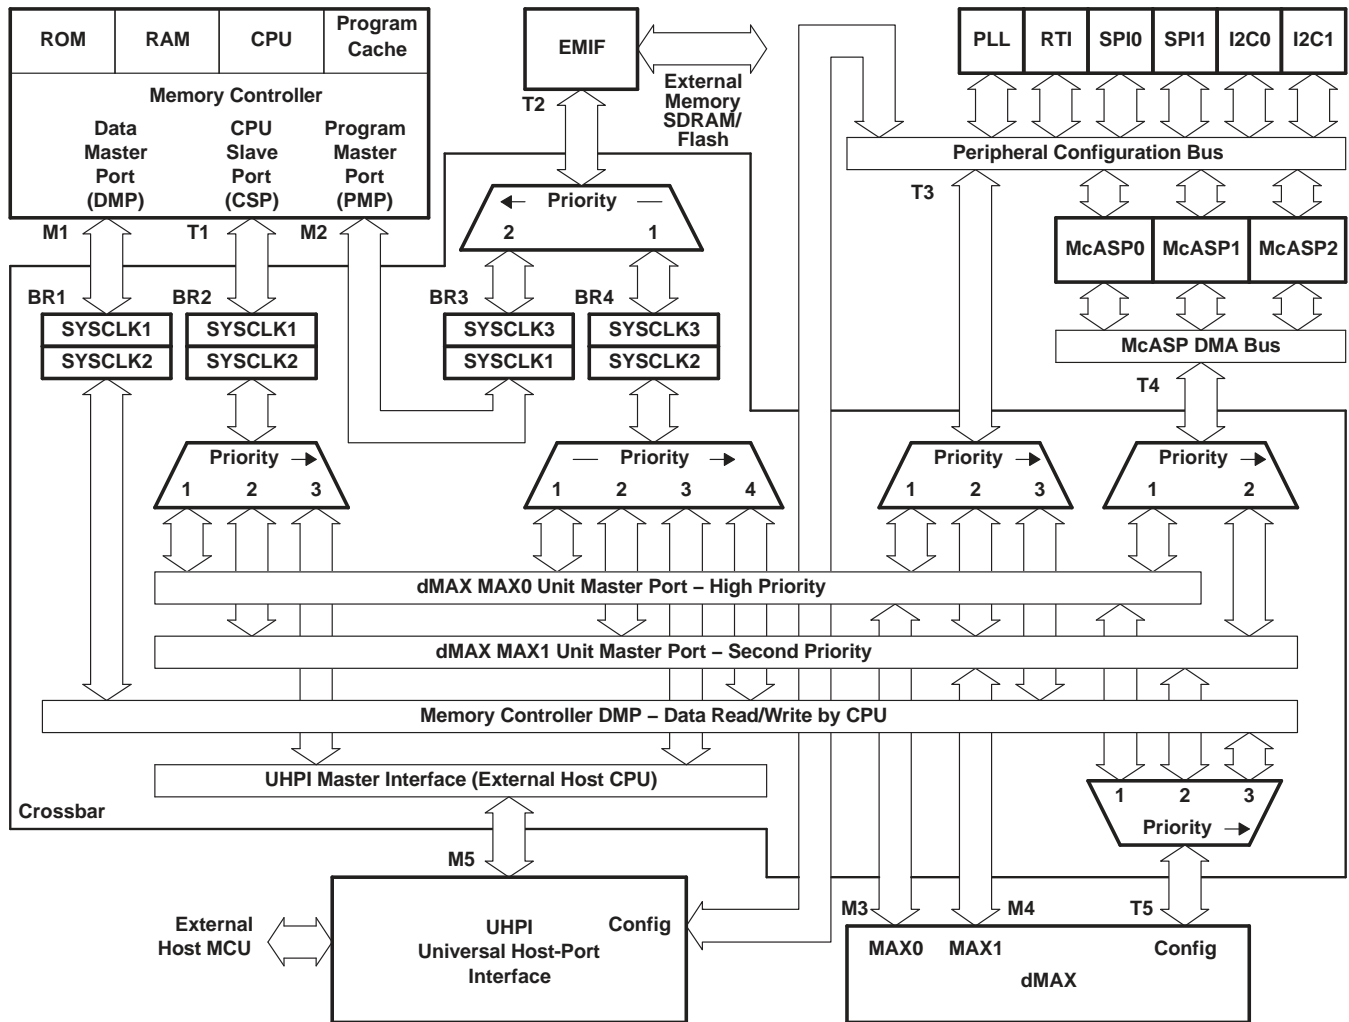 ROM
RAM
CPU
Program
Cache
Memory Controller
Data
Master
Port
(DMP)
CPU
Slave
Port
(CSP)
Program
Master
Port
(PMP)
EMIF
External
Memory
SDRAM/
Flash
PLL
RTI
SPI0
SPI1
I2C0
I2C1
Peripheral Configuration Bus
T2
Priority
2
1
M1
T1
M2
T3
McASP0
McASP1
McASP2
BR1
SYSCLK1
SYSCLK2
BR2
SYSCLK1
SYSCLK2
BR3
SYSCLK3
SYSCLK1
BR4
SYSCLK3
SYSCLK2
McASP DMA Bus
T4
Priority
1
2
3
Priority
1
2
3
4
Priority
1
2
3
Priority
1
2
dMAX MAX0 Unit Master Port – High Priority
dMAX MAX1 Unit Master Port – Second Priority
Memory Controller DMP – Data Read/Write by CPU
UHPI Master Interface (External Host CPU)
1
2
3
Priority
Crossbar
M5
External
Host MCU
UHPI
Universal Host-Port
Interface
Config
M3
M4
T5
MAX0
MAX1
Config
dMAX